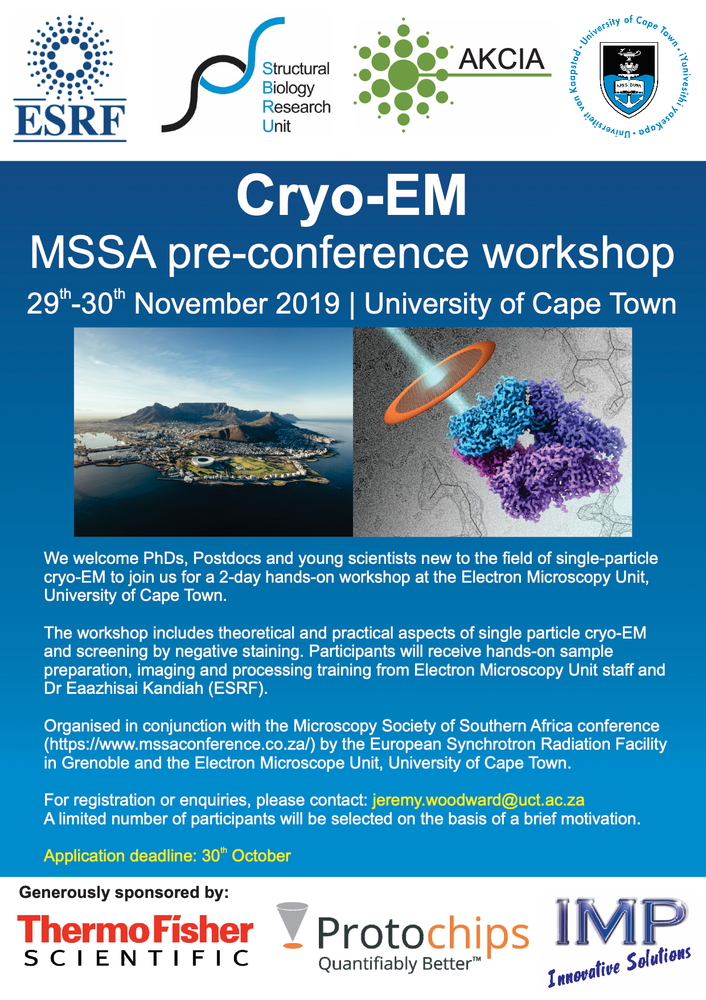 ESRF
Structural
Biology
Research
Unit
AKCIA
University of Cape Town · iYunivesithi yaseKapa · Universiteit van Kaapstad ·
SPES BONA
Cryo-EM
MSSA pre-conference workshop
29th-30th November 2019 | University of Cape Town
We welcome PhDs, Postdocs and young scientists new to the field of single-particle
cryo-EM to join us for a 2-day hands-on workshop at the Electron Microscopy Unit,
University of Cape Town.
The workshop includes theoretical and practical aspects of single particle cryo-EM
and screening by negative staining. Participants will receive hands-on sample
preparation, imaging and processing training from Electron Microscopy Unit staff and
Dr Eaazhisai Kandiah (ESRF).
Organised in conjunction with the Microscopy Society of Southern Africa conference
(https://www.mssaconference.co.za/) by the European Synchrotron Radiation Facility
in Grenoble and the Electron Microscope Unit, University of Cape Town.
For registration or enquiries, please contact: jeremy.woodward@uct.ac.za
A limited number of participants will be selected on the basis of a brief motivation.
Application deadline: 30th October
Generously sponsored by:
ThermoFisher
SCIENTIFIC
Protochips
Quantifiably Better™
IMP
Innovative Solutions